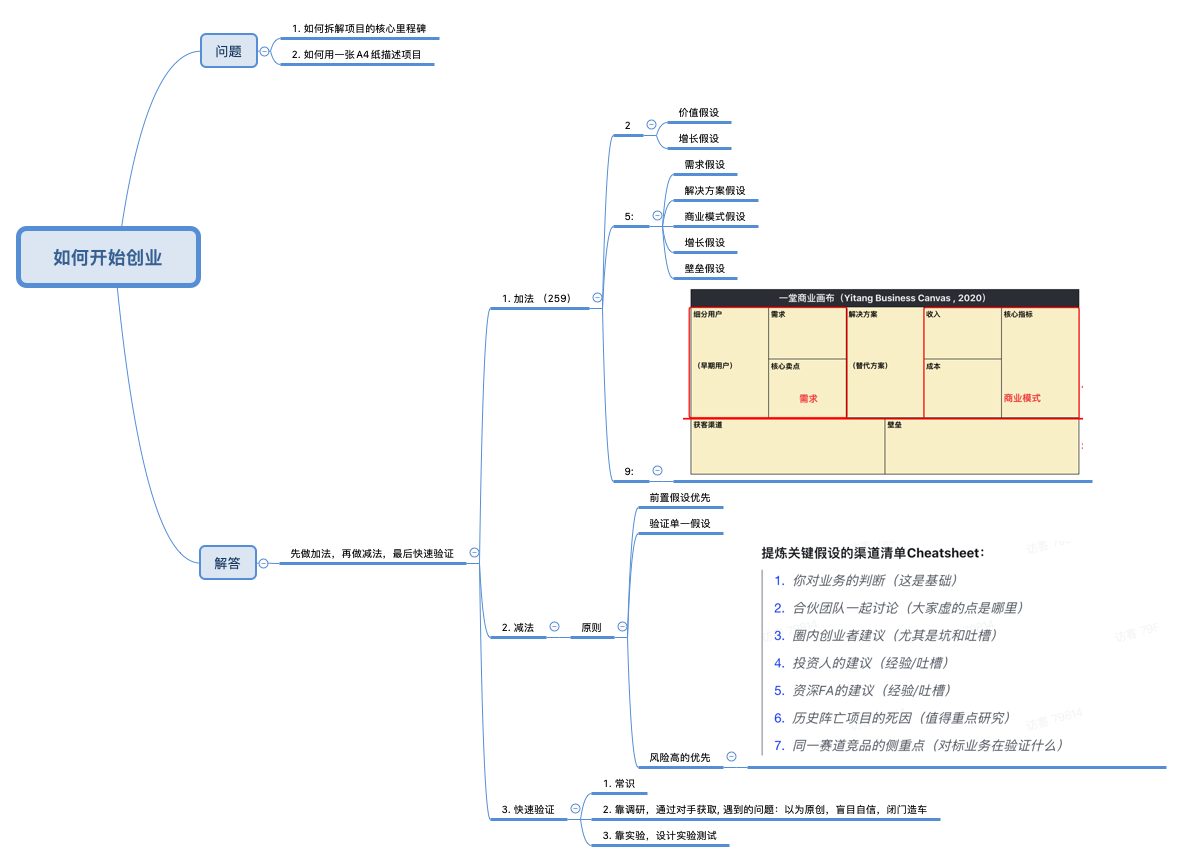 如何开始创业
问题
1. 如何拆解项目的核心里程碑
2. 如何用一张A4纸描述项目
解答
先做加法，再做减法，最后快速验证
1. 加法 （259）
2
价值假设
增长假设
5:
需求假设
解决方案假设
商业模式假设
增长假设
壁垒假设
9:
一堂商业画布（Yitang Business Canvas , 2020）
细分用户
（早期用户）
需求
核心卖点
需求
解决方案
（替代方案）
收入
成本
核心指标
商业模式
获客渠道
壁垒
2. 减法
原则
前置假设优先
验证单一假设
风险高的优先
提炼关键假设的渠道清单Cheatsheet：
1. 你对业务的判断（这是基础）
2. 合伙团队一起讨论（大家虚的点是哪里）
3. 圈内创业者建议（尤其是坑和吐槽）
4. 投资人的建议（经验/吐槽）
5. 资深FA的建议（经验/吐槽）
6. 历史阵亡项目的死因（值得重点研究）
7. 同一赛道竞品的侧重点（对标业务在验证什么）
访客 79814
3. 快速验证
1. 常识
2. 靠调研，通过对手获取, 遇到的问题：以为原创，盲目自信，闭门造车
3. 靠实验，设计实验测试